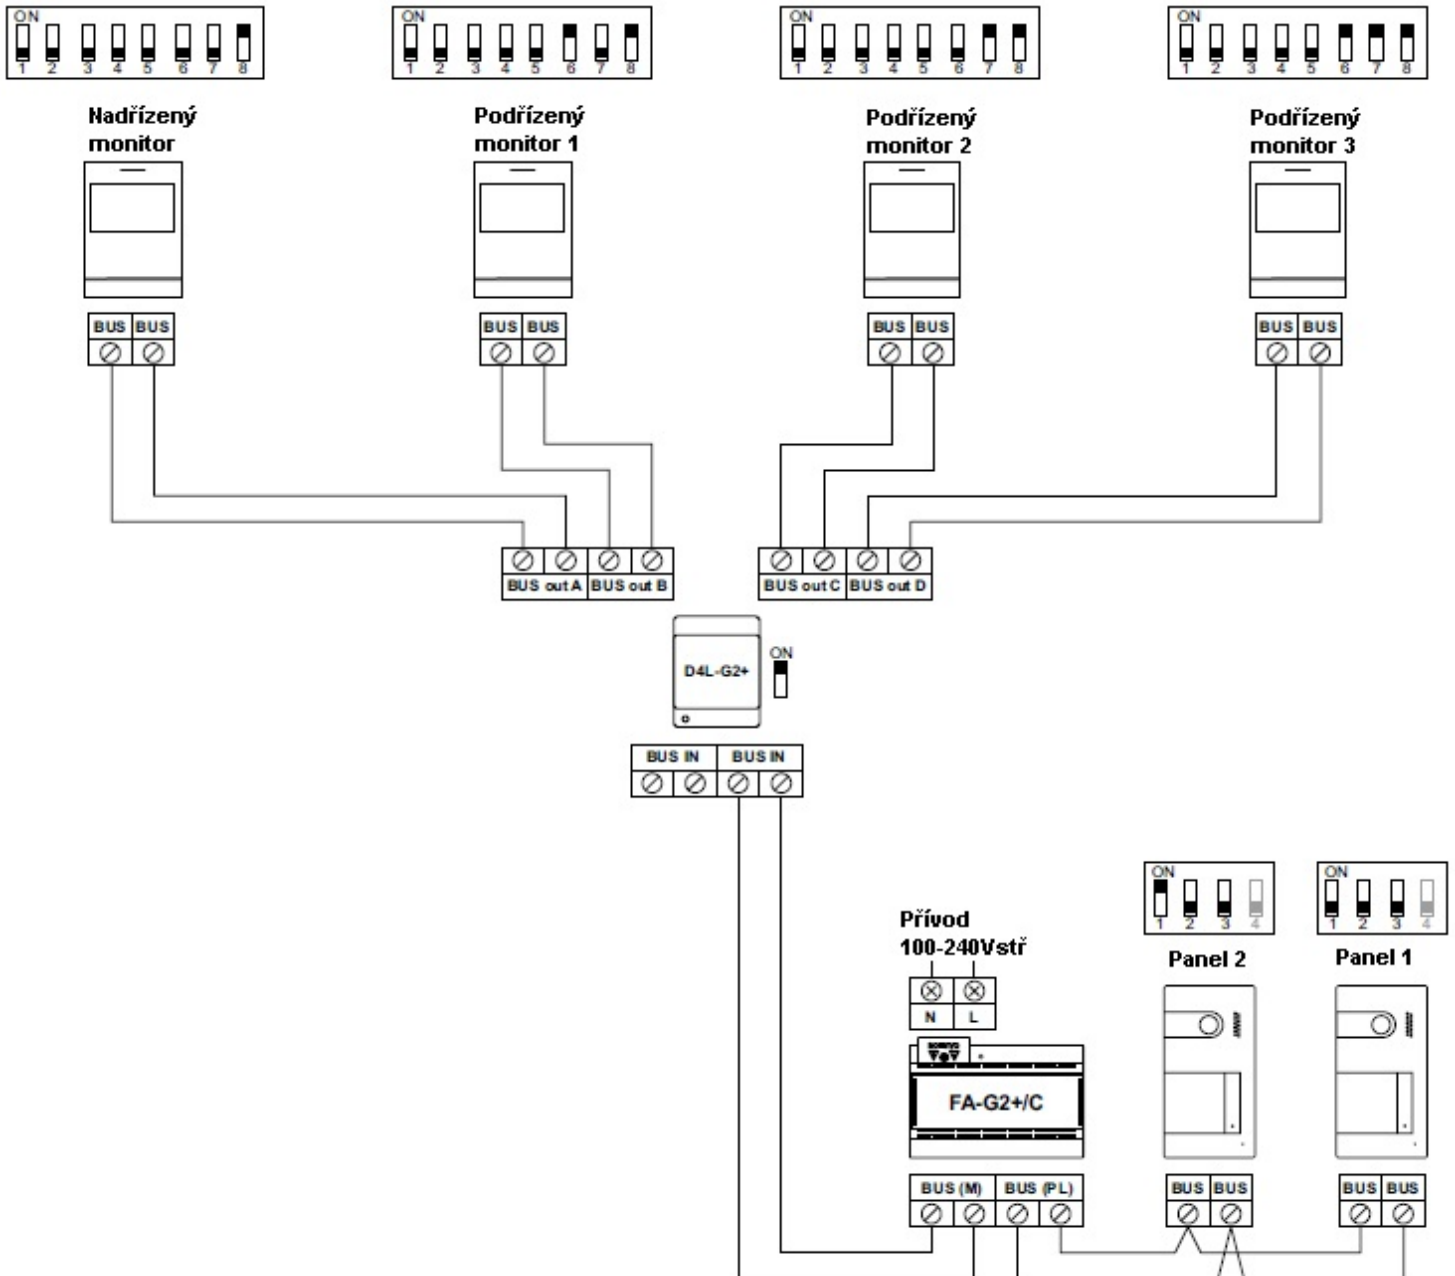 ON
1 2 3 4 5 6 7 8
ON
1 2 3 4 5 6 7 8
ON
1 2 3 4 5 6 7 8
ON
1 2 3 4 5 6 7 8
Nadřízený
monitor
Podřízený
monitor 1
Podřízený
monitor 2
Podřízený
monitor 3
BUS BUS
BUS BUS
BUS BUS
BUS BUS
BUS out A BUS out B
BUS out C BUS out D
D4L-G2+
ON
BUS IN BUS IN
ON
1 2 3 4
ON
1 2 3 4
Přívod
100-240Vstř
Panel 2
Panel 1
N L
FA-G2+/C
BUS (M) BUS (PL)
BUS BUS
BUS BUS